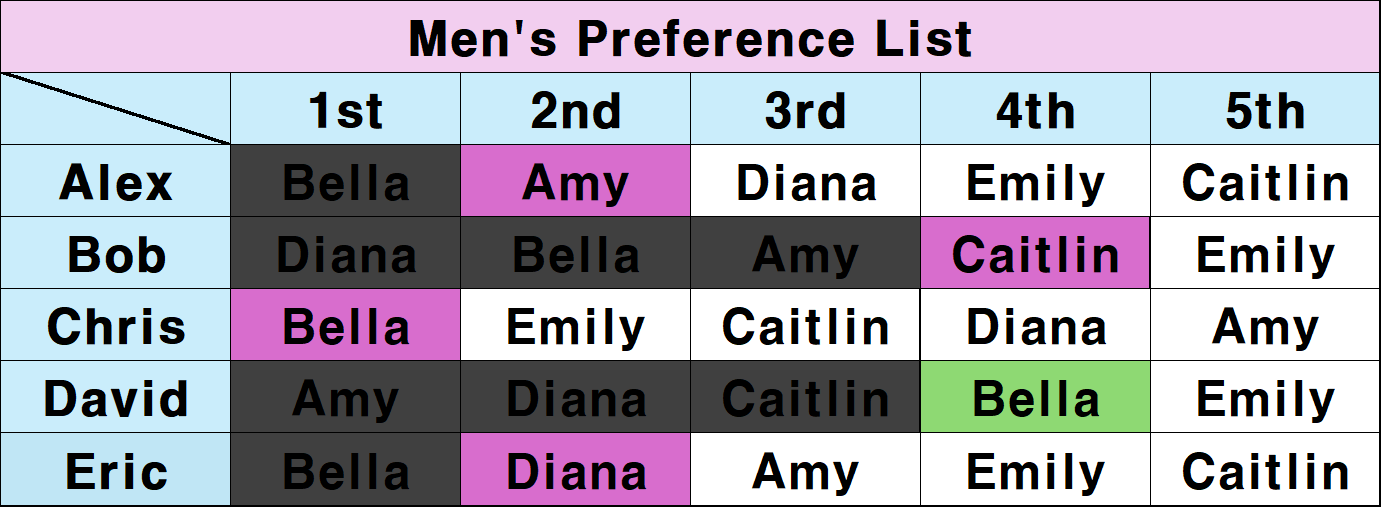 Men's Preference List
1st 2nd 3rd 4th 5th
Alex Bella Amy Diana Emily Caitlin
Bob Diana Bella Amy Caitlin Emily
Chris Bella Emily Caitlin Diana Amy
David Amy Diana Caitlin Bella Emily
Eric Bella Diana Amy Emily Caitlin